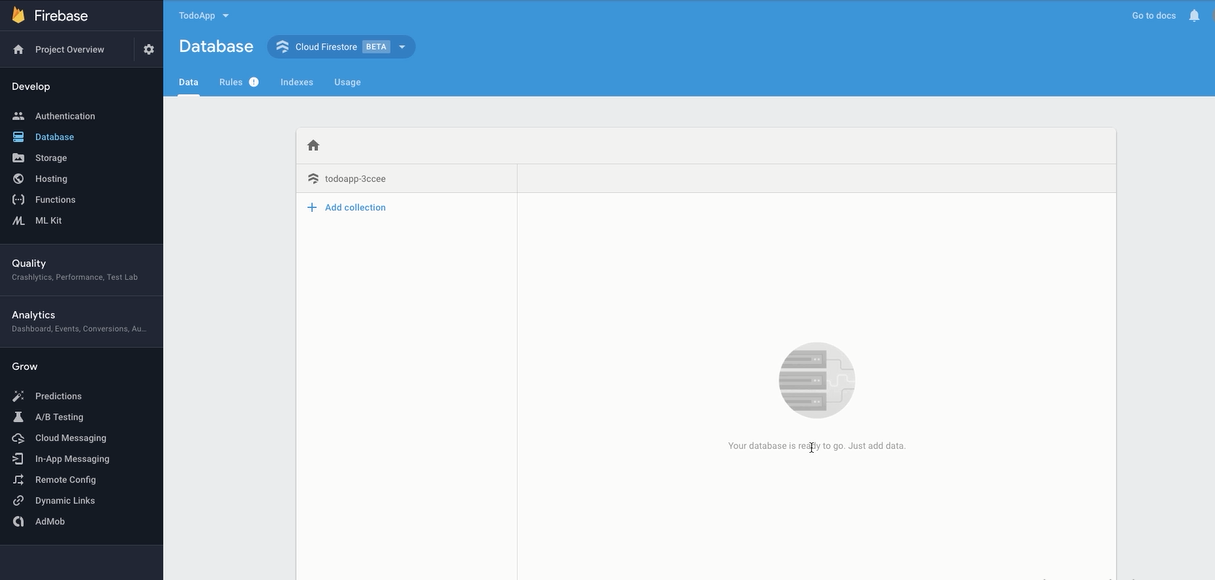 Firebase
Project Overview
Develop
Authentication
Database
Storage
Hosting
Functions
ML Kit
Quality
Crashlytics, Performance, Test Lab
Analytics
Dashboard, Events, Conversions, Au...
Grow
Predictions
A/B Testing
Cloud Messaging
In-App Messaging
Remote Config
Dynamic Links
AdMob
TodoApp
Go to docs
Database
Cloud Firestore BETA
Data Rules Indexes Usage
todoapp-3ccee
Add collection
Your database is ready to go. Just add data.